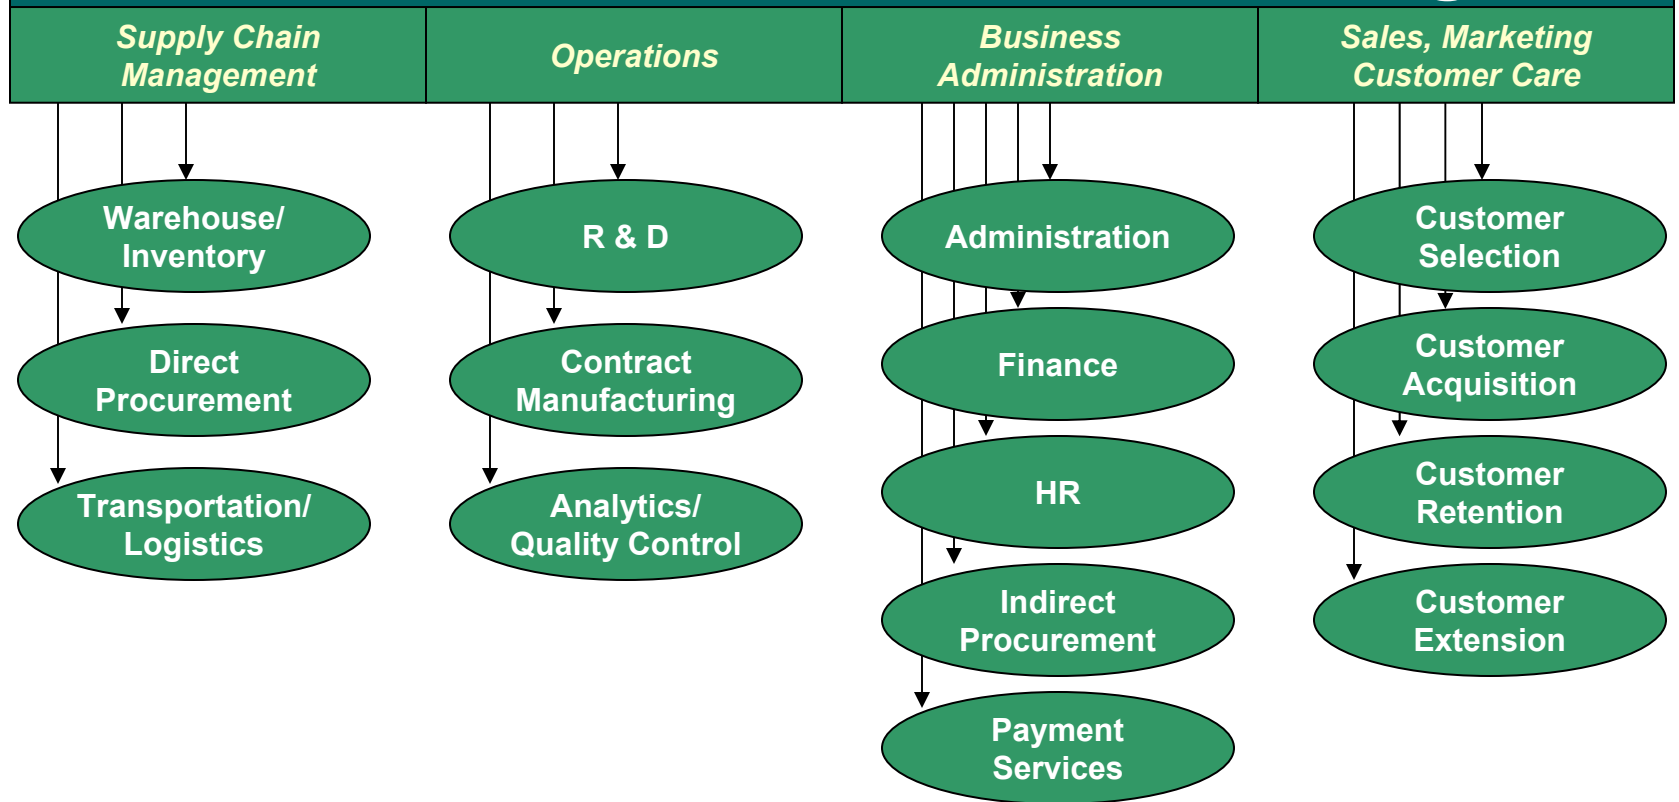 Supply Chain
Management
Operations
Business
Administration
Sales, Marketing
Customer Care
Warehouse/
Inventory
Direct
Procurement
Transportation/
Logistics
R & D
Contract
Manufacturing
Analytics/
Quality Control
Administration
Finance
HR
Indirect
Procurement
Payment
Services
Customer
Selection
Customer
Acquisition
Customer
Retention
Customer
Extension